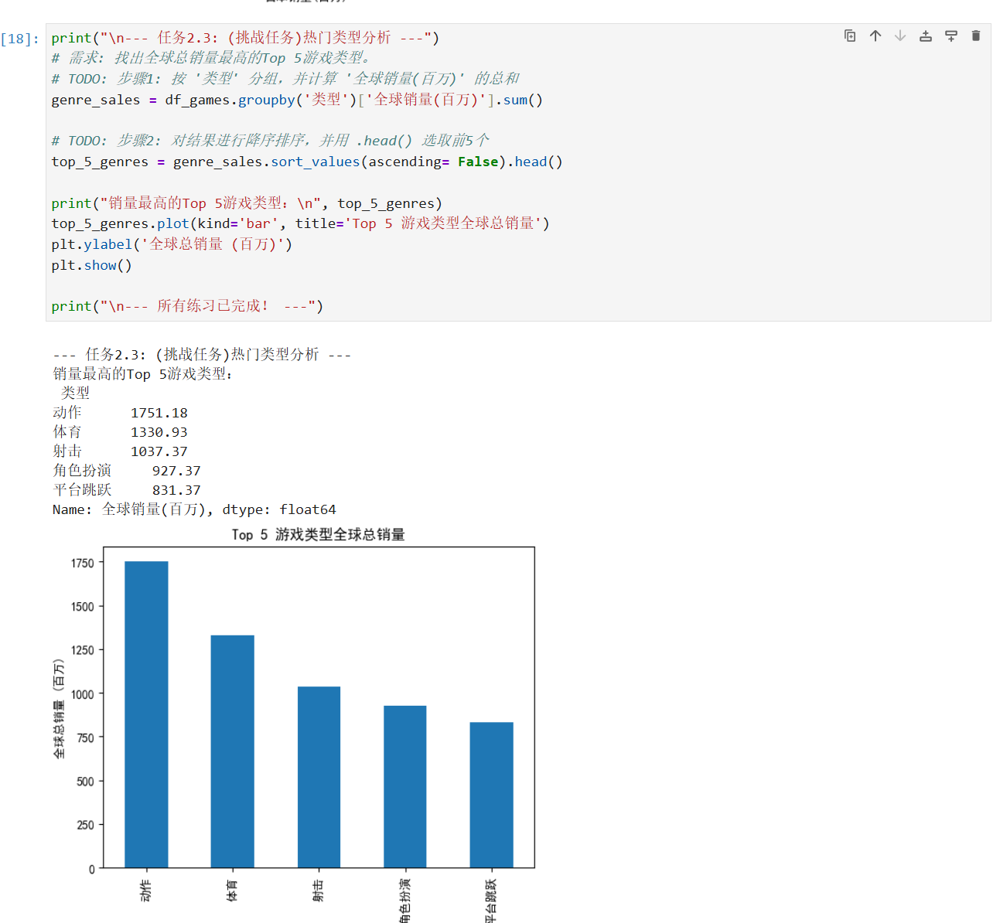 [18]:
print("\n--- 任务2.3: (挑战任务)热门类型分析 ---")
# 需求: 找出全球总销量最高的Top 5游戏类型。
# TODO: 步骤1: 按 '类型' 分组，并计算 '全球销量(百万)' 的总和
genre_sales = df_games.groupby('类型')['全球销量(百万)'].sum()
# TODO: 步骤2: 对结果进行降序排序，并用 .head() 选取前5个
top_5_genres = genre_sales.sort_values(ascending= False).head()
print("销量最高的Top 5游戏类型：\n", top_5_genres)
top_5_genres.plot(kind='bar', title='Top 5 游戏类型全球总销量')
plt.ylabel('全球总销量 (百万)')
plt.show()
print("\n--- 所有练习已完成！ ---")
--- 任务2.3: (挑战任务)热门类型分析 ---
销量最高的Top 5游戏类型：
类型
动作 1751.18
体育 1330.93
射击 1037.37
角色扮演 927.37
平台跳跃 831.37
Name: 全球销量(百万), dtype: float64
Top 5 游戏类型全球总销量
1750
1500
1250
1000
750
500
250
0
全球总销量 (百万)
动作
体育
射击
角色扮演
平台跳跃